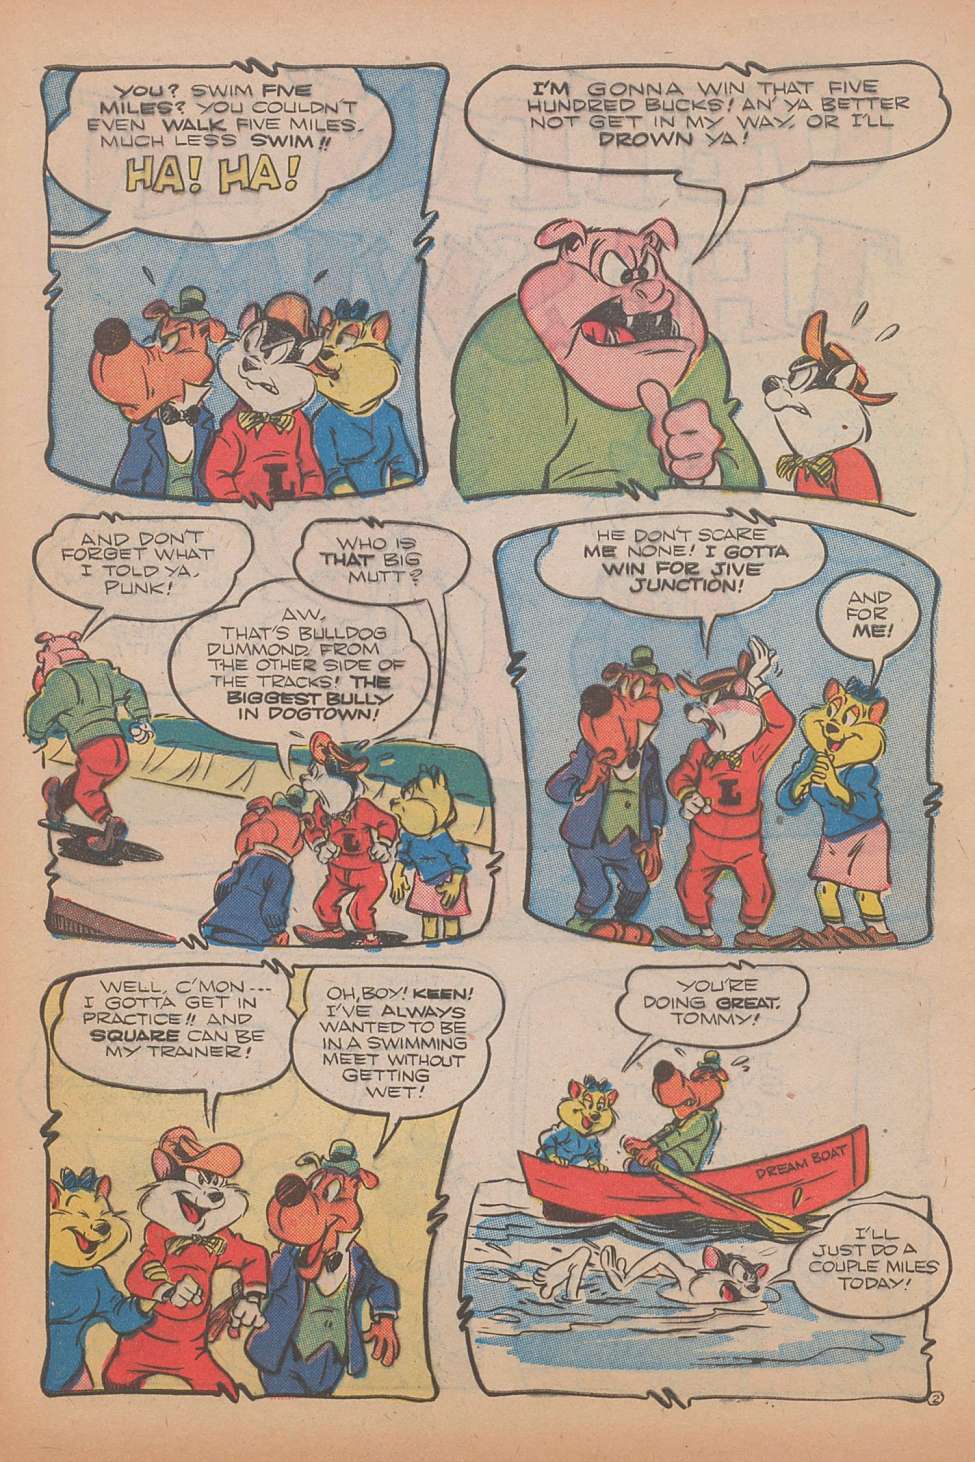 YOU? SWIM FIVE
MILES? YOU COULDN'T
EVEN WALK FIVE MILES,
MUCH LESS SWIM!!
HA! HA!
I'M GONNA WIN THAT FIVE
HUNDRED BUCKS! AN' YA BETTER
NOT GET IN MY WAY, OR I'LL
DROWN YA!
L
AND DON'T
FORGET WHAT
I TOLD YA,
PUNK!
WHO IS
THAT BIG
MUTT?
AW,
THAT'S BULLDOG
DUMMOND, FROM
THE OTHER SIDE OF
THE TRACKS! THE
BIGGEST BULLY
IN DOGTOWN!
L
HE DON'T SCARE
ME NONE! I GOTTA
WIN FOR JIVE
JUNCTION!
AND
FOR
ME!
L
WELL, C'MON---
I GOTTA GET IN
PRACTICE!! AND
SQUARE CAN BE
MY TRAINER!
OH, BOY! KEEN!
I'VE ALWAYS
WANTED TO BE
IN A SWIMMING
MEET WITHOUT
GETTING
WET!
YOU'RE
DOING GREAT,
TOMMY!
DREAM BOAT
I'LL
JUST DO A
COUPLE MILES
TODAY!
2